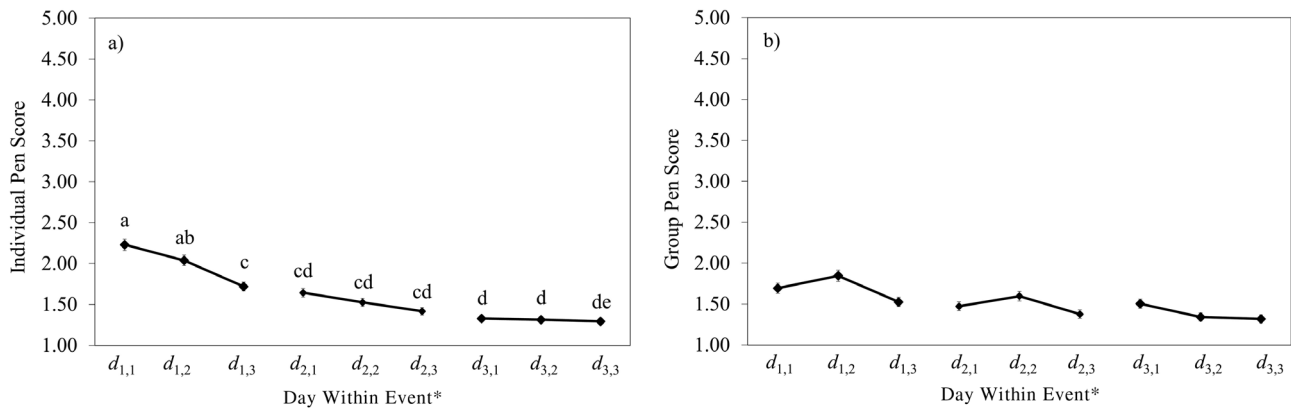 a)
Individual Pen Score
5.00
4.50
4.00
3.50
3.00
2.50
2.00
1.50
1.00
a
ab
c
cd
cd
cd
d
d
de
d1,1
d1,2
d1,3
d2,1
d2,2
d2,3
d3,1
d3,2
d3,3
Day Within Event*
b)
Group Pen Score
5.00
4.50
4.00
3.50
3.00
2.50
2.00
1.50
1.00
d1,1
d1,2
d1,3
d2,1
d2,2
d2,3
d3,1
d3,2
d3,3
Day Within Event*